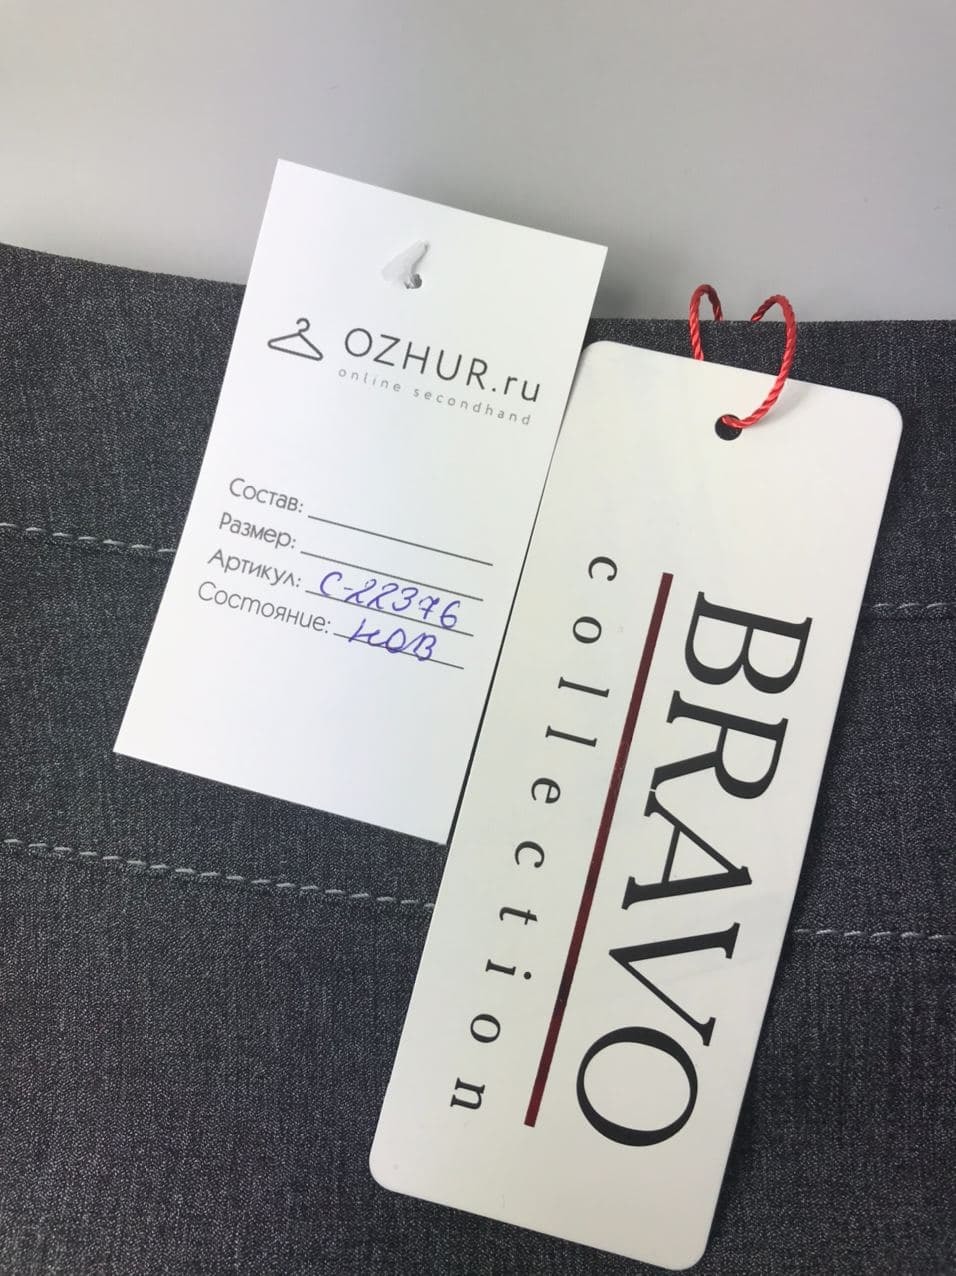 OZHUR.ru
online secondhand
Состав:
Размер:
Артикул: С-22376
Состояние: нов
BRAVO
collection